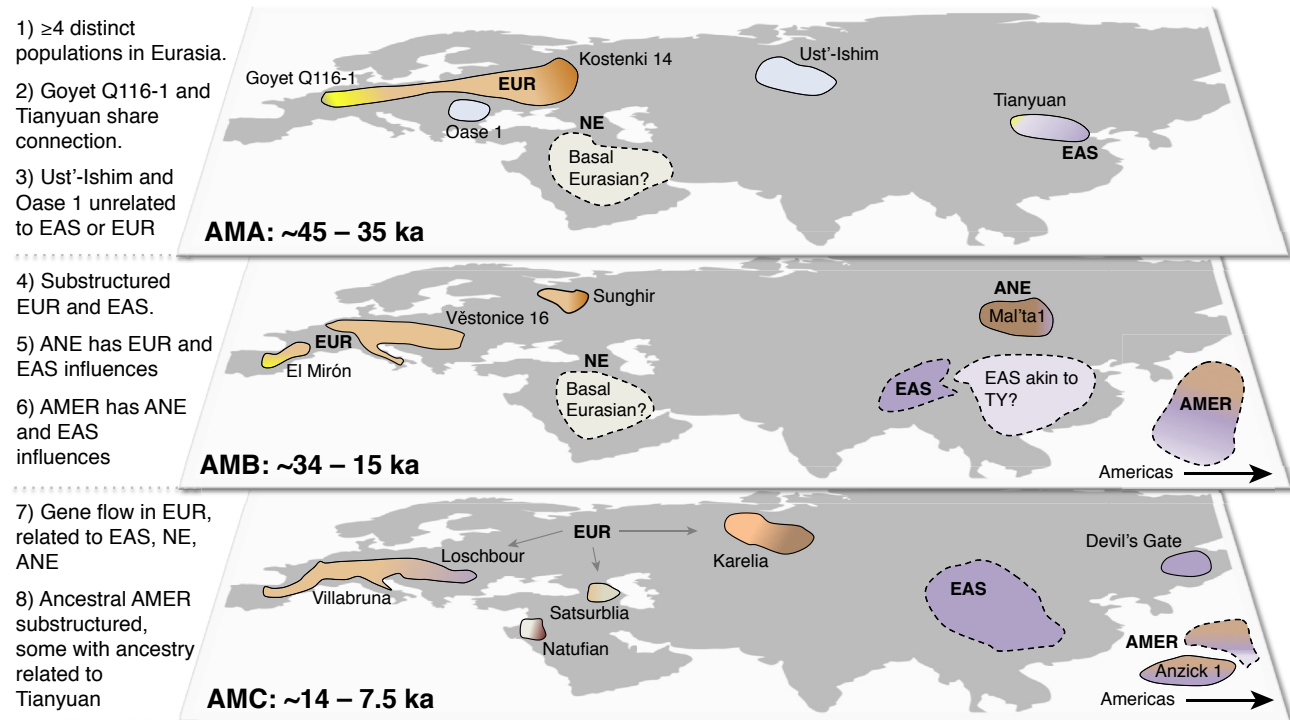 1) ≥4 distinct
populations in Eurasia.
2) Goyet Q116-1 and
Tianyuan share
connection.
3) Ust'-Ishim and
Oase 1 unrelated
to EAS or EUR
Goyet Q116-1
EUR
Kostenki 14
Oase 1
NE
Basal
Eurasian?
Ust'-Ishim
Tianyuan
EAS
AMA: ~45 – 35 ka
4) Substructured
EUR and EAS.
5) ANE has EUR and
EAS influences
6) AMER has ANE
and EAS
influences
Sunghir
Vĕstonice 16
EUR
El Mirón
NE
Basal
Eurasian?
ANE
Mal'ta1
EAS
EAS akin to
TY?
AMER
Americas
AMB: ~34 – 15 ka
7) Gene flow in EUR,
related to EAS, NE,
ANE
8) Ancestral AMER
substructured,
some with ancestry
related to
Tianyuan
EUR
Loschbour
Villabruna
Karelia
Satsurblia
Natufian
EAS
Devil's Gate
AMER
Anzick 1
Americas
AMC: ~14 – 7.5 ka